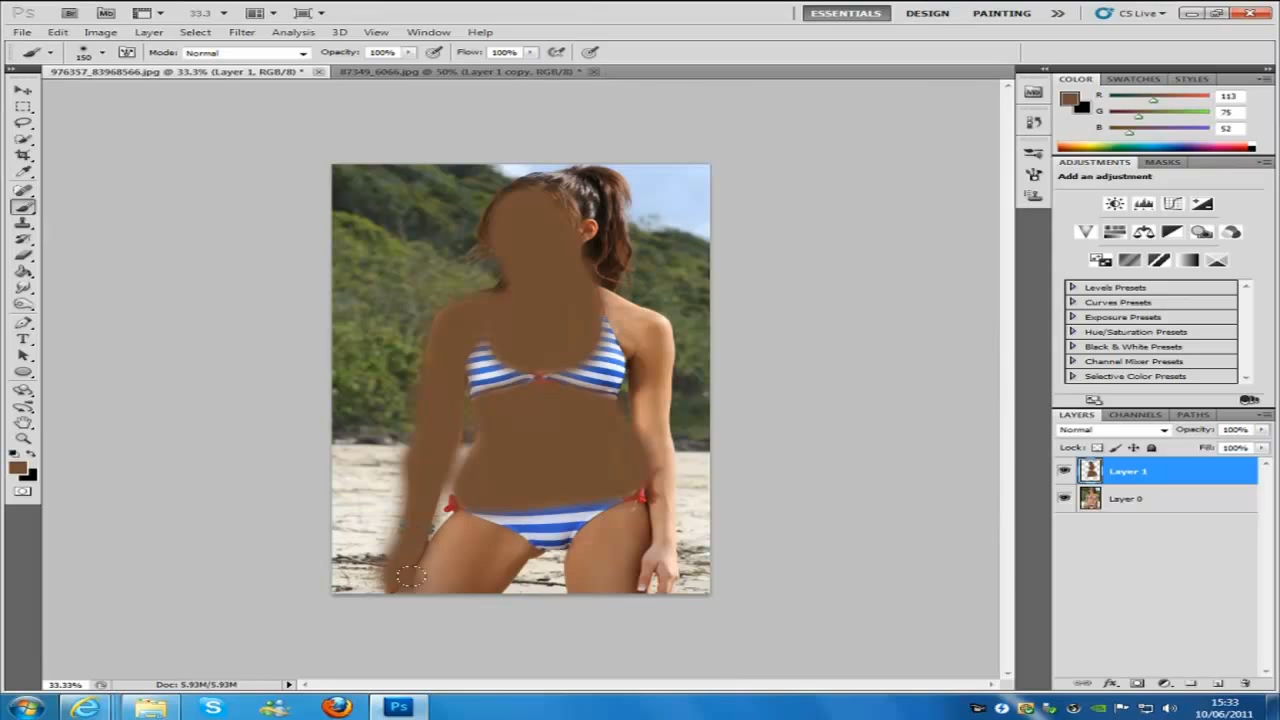 Ps Br Mb 33.3 ESSENTIALS DESIGN PAINTING CS Live
File Edit Image Layer Select Filter Analysis 3D View Window Help
150 Mode: Normal Opacity: 100% Flow: 100%
976357_83968566.jpg @ 33.3% (Layer 1, RGB/8) * 87349_6066.jpg @ 50% (Layer 1 copy, RGB/8) *
COLOR SWATCHES STYLES
R 113
G 75
B 52
ADJUSTMENTS MASKS
Add an adjustment
Levels Presets
Curves Presets
Exposure Presets
Hue/Saturation Presets
Black & White Presets
Channel Mixer Presets
Selective Color Presets
LAYERS CHANNELS PATHS
Normal Opacity: 100%
Lock: Fill: 100%
Layer 1
Layer 0
33.33% Doc: 5.93M/5.93M
Ps 15:33
10/06/2011